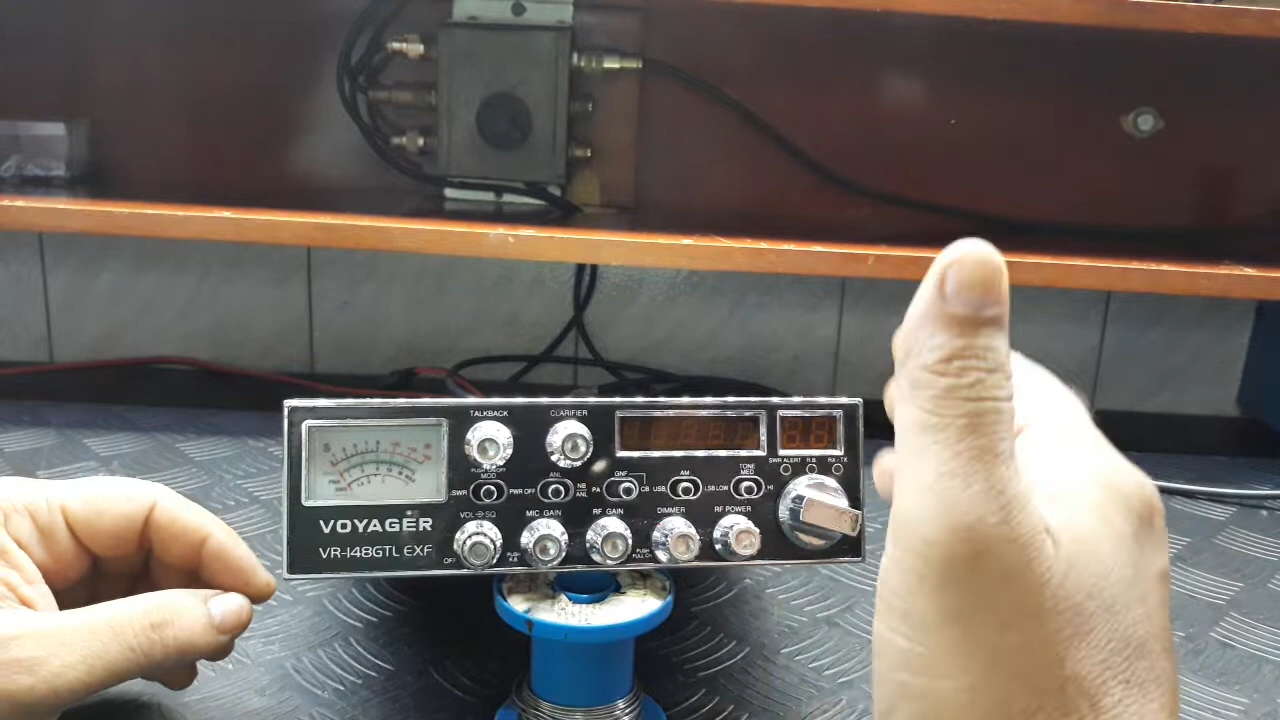 TALKBACK
CLARIFIER
PUSH ON/OFF
MOD
ANL
GNF
AM
TONE
MED
SWR ALERT R.B. RX - TX
SWR
PWR OFF
NB
ANL
PA
CB
USB
LSB
LOW
HI
VOYAGER
VR-148GTL EXF
VOL SQ
MIC GAIN
RF GAIN
DIMMER
RF POWER
OFF
PUSH
R.B
PUSH
FULL CH